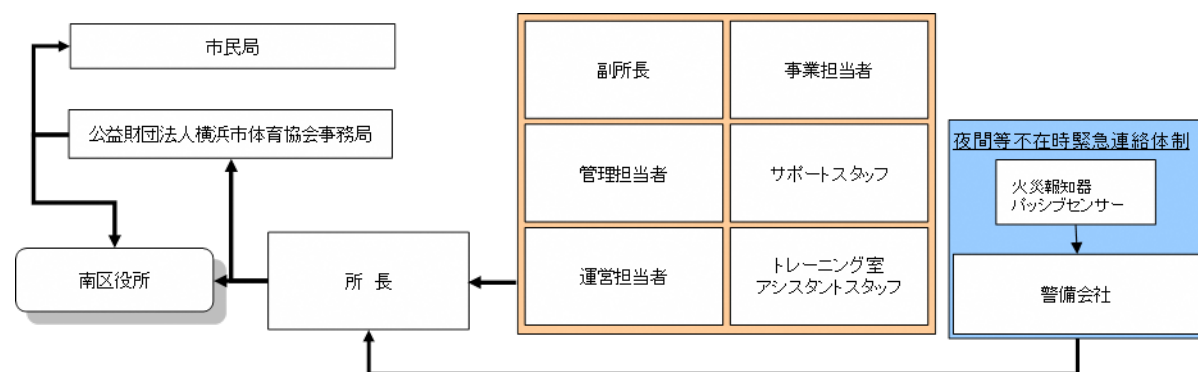 市民局
公益財団法人横浜市体育協会事務局
南区役所
所 長
副所長
事業担当者
管理担当者
サポートスタッフ
運営担当者
トレーニング室
アシスタントスタッフ
夜間等不在時緊急連絡体制
火災報知器
パッシブセンサー
警備会社